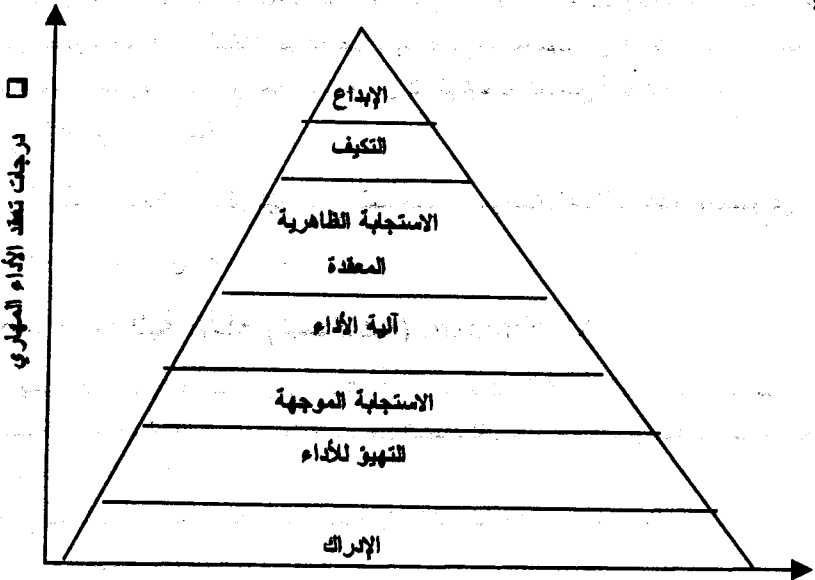 الإبداع
التكيف
الاستجابة الظاهرية
المعقدة
آلية الأداء
الاستجابة الموجهة
التهيؤ للأداء
الإدراك
درجات تعقد الأداء المهاري